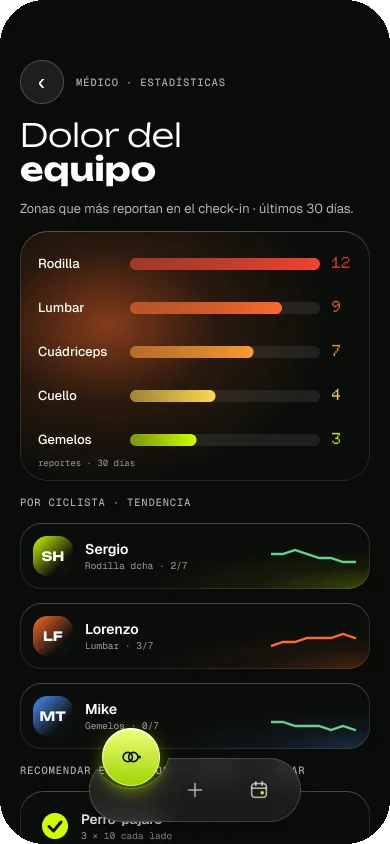 MÉDICO · ESTADÍSTICAS
Dolor del
equipo
Zonas que más reportan en el check-in · últimos 30 días.
Rodilla 12
Lumbar 9
Cuádriceps 7
Cuello 4
Gemelos 3
reportes · 30 días
POR CICLISTA · TENDENCIA
SH Sergio
Rodilla dcha · 2/7
LF Lorenzo
Lumbar · 3/7
MT Mike
Gemelos · 0/7
RECOMENDAR
Perro-pájaro
3 × 10 cada lado